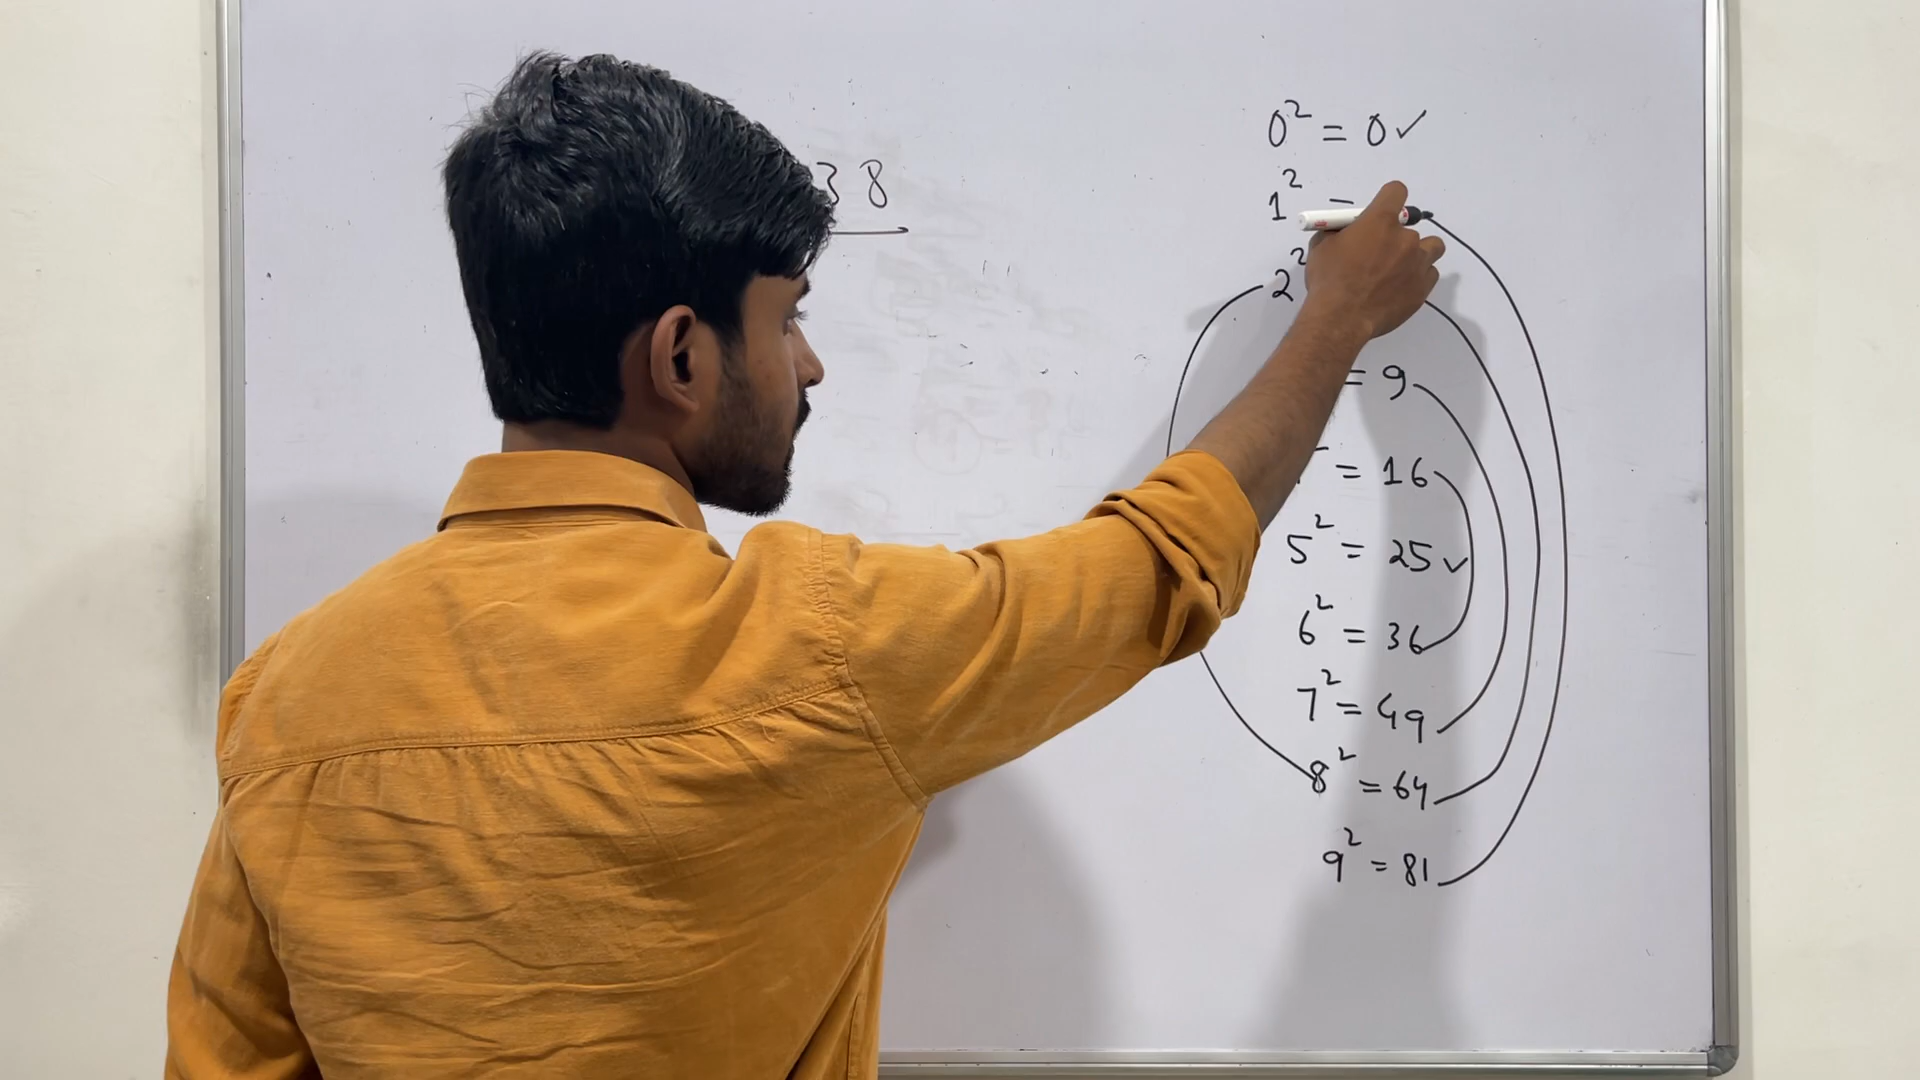 38
0² = 0 ✓
1² =
2²
= 9
= 16
5² = 25 ✓
6² = 36
7² = 49
8² = 64
9² = 81